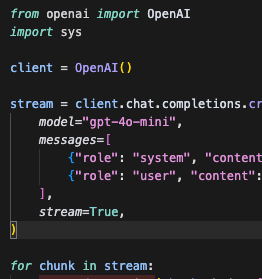 from openai import OpenAI
import sys
client = OpenAI()
stream = client.chat.completions.cr
model="gpt-4o-mini",
messages=[
{"role": "system", "content
{"role": "user", "content":
],
stream=True,
)
for chunk in stream: